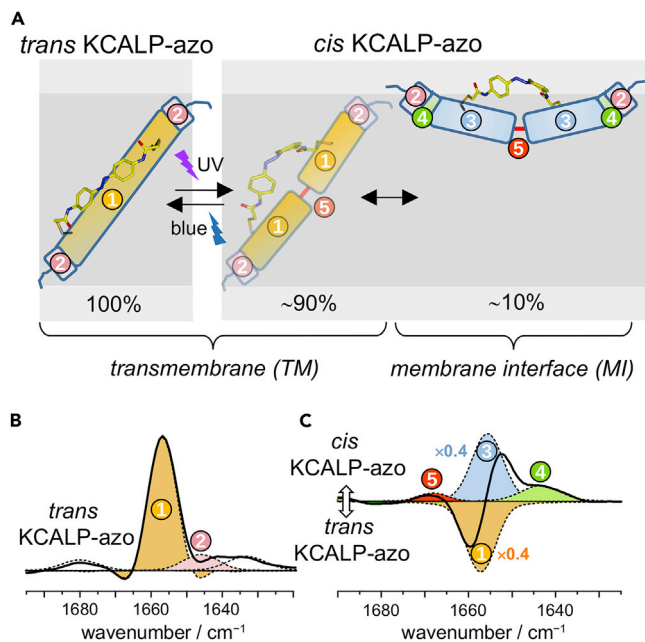 A
trans KCALP-azo
cis KCALP-azo
2
2
2
4
3
3
4
5
1
UV
1
5
blue
1
2
2
100%
~90%
~10%
transmembrane (TM)
membrane interface (MI)
B
C
1
trans
KCALP-azo
2
cis
KCALP-azo
×0.4
3
5
4
trans
KCALP-azo
1
×0.4
1680
1660
1640
wavenumber / cm⁻¹
1680
1660
1640
wavenumber / cm⁻¹